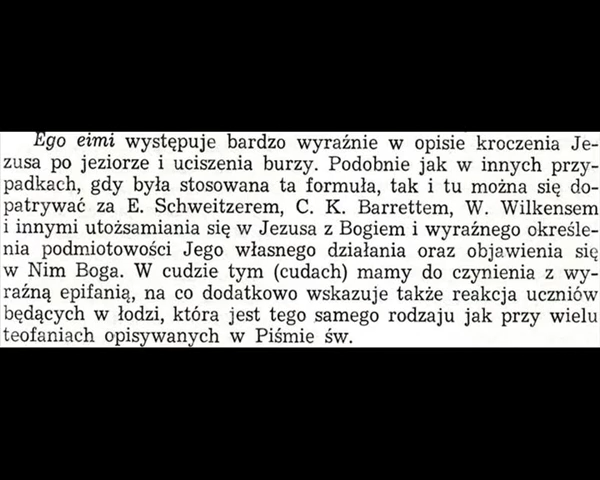 Ego eimi występuje bardzo wyraźnie w opisie kroczenia Je-
zusa po jeziorze i uciszenia burzy. Podobnie jak w innych przy-
padkach, gdy była stosowana ta formuła, tak i tu można się do-
patrywać za E. Schweitzerem, C. K. Barrettem, W. Wilkensem
i innymi utożsamiania się w Jezusa z Bogiem i wyraźnego określe-
nia podmiotowości Jego własnego działania oraz objawienia się
w Nim Boga. W cudzie tym (cudach) mamy do czynienia z wy-
raźną epifanią, na co dodatkowo wskazuje także reakcja uczniów
będących w łodzi, która jest tego samego rodzaju jak przy wielu
teofaniach opisywanych w Piśmie św.